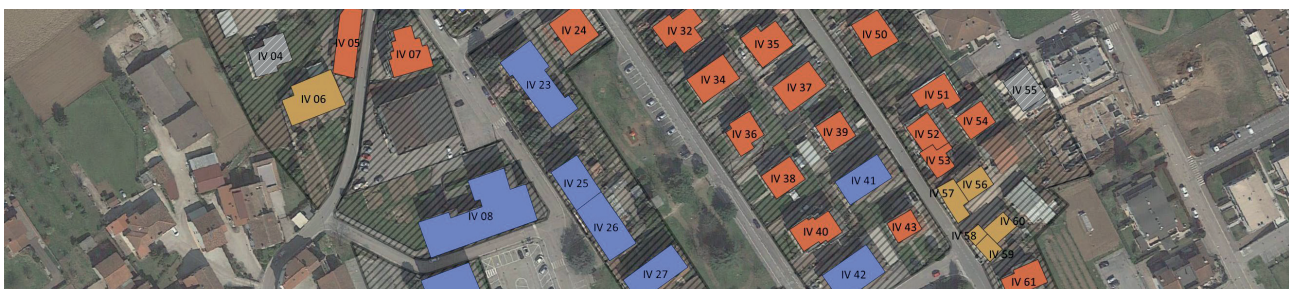 IV 04
IV 05
IV 06
IV 07
IV 08
IV 23
IV 24
IV 25
IV 26
IV 27
IV 32
IV 34
IV 35
IV 36
IV 37
IV 38
IV 39
IV 40
IV 41
IV 42
IV 43
IV 50
IV 51
IV 52
IV 53
IV 54
IV 55
IV 56
IV 57
IV 58
IV 59
IV 60
IV 61